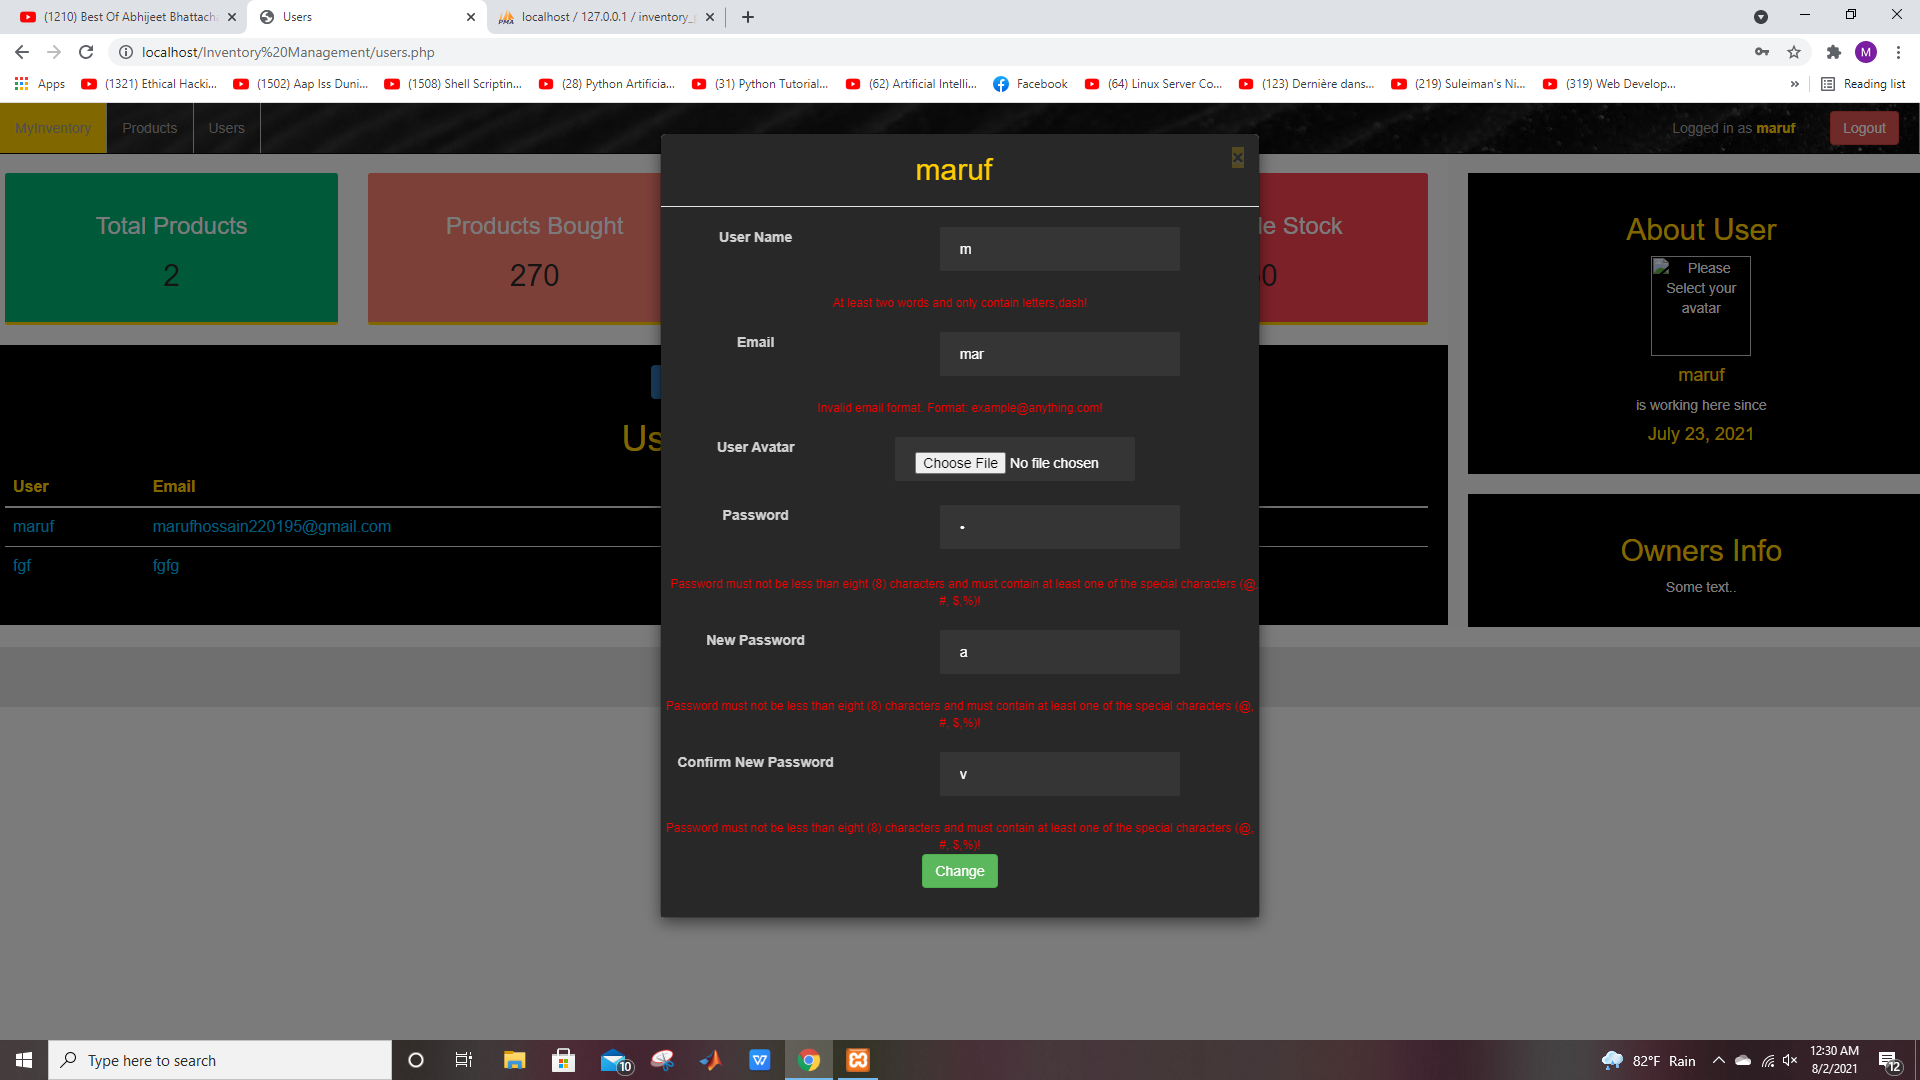 (1210) Best Of Abhijeet Bhattacha
Users
localhost / 127.0.0.1 / inventory_
localhost/Inventory%20Management/users.php
M
Apps
(1321) Ethical Hacki...
(1502) Aap Iss Duni...
(1508) Shell Scriptin...
(28) Python Artificia...
(31) Python Tutorial...
(62) Artificial Intelli...
Facebook
(64) Linux Server Co...
(123) Dernière dans...
(219) Suleiman's Ni...
(319) Web Develop...
»
Reading list
MyInventory
Products
Users
Logged in as maruf
Logout
Total Products
2
Products Bought
270
le Stock
0
maruf
×
User Name
m
At least two words and only contain letters,dash!
Email
mar
Invalid email format. Format: example@anything.com!
User Avatar
Choose File No file chosen
Password
•
Password must not be less than eight (8) characters and must contain at least one of the special characters (@,
#, $,%)!
New Password
a
Password must not be less than eight (8) characters and must contain at least one of the special characters (@,
#, $,%)!
Confirm New Password
v
Password must not be less than eight (8) characters and must contain at least one of the special characters (@,
#, $,%)!
Change
Us
User Email
maruf marufhossain220195@gmail.com
fgf fgfg
About User
Please
Select your
avatar
maruf
is working here since
July 23, 2021
Owners Info
Some text..
Type here to search
10
82°F Rain
12:30 AM
8/2/2021
12